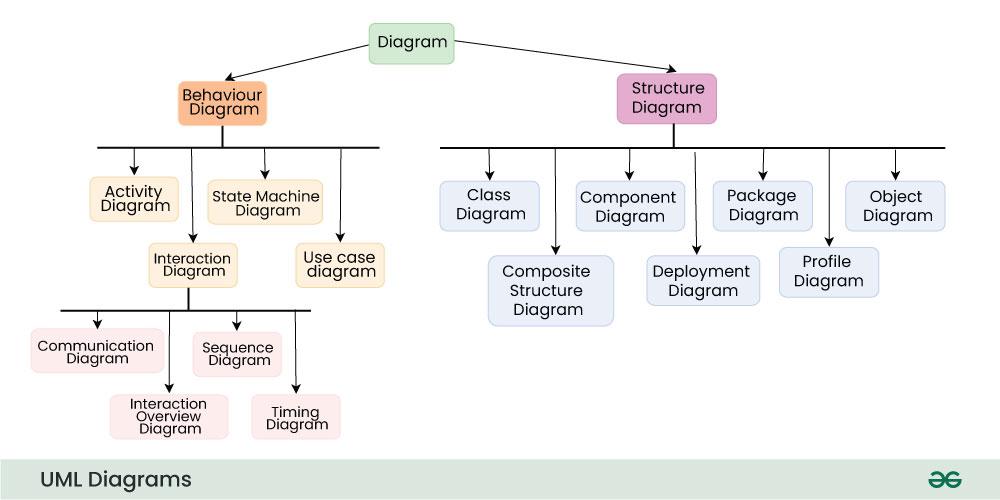 Diagram
Behaviour
Diagram
Structure
Diagram
Activity
Diagram
State Machine
Diagram
Interaction
Diagram
Use case
diagram
Communication
Diagram
Sequence
Diagram
Interaction
Overview
Diagram
Timing
Diagram
Class
Diagram
Component
Diagram
Package
Diagram
Object
Diagram
Composite
Structure
Diagram
Deployment
Diagram
Profile
Diagram
UML Diagrams